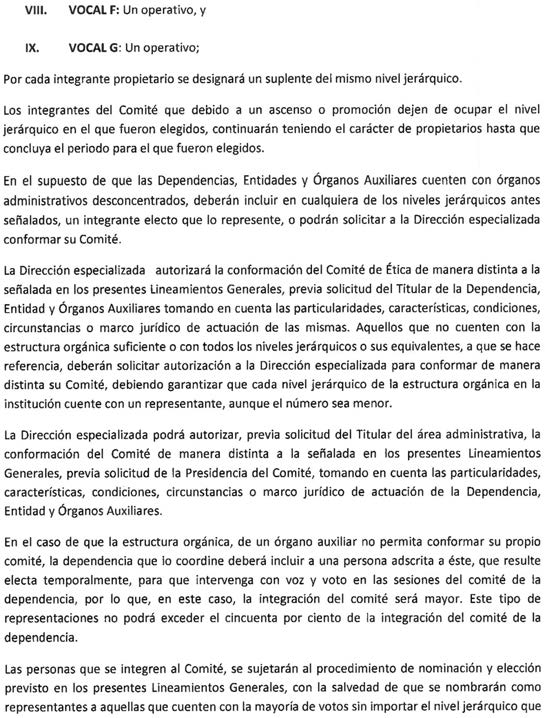 VIII. VOCAL F: Un operativo, y
IX. VOCAL G: Un operativo;
Por cada integrante propietario se designará un suplente del mismo nivel jerárquico.
Los integrantes del Comité que debido a un ascenso o promoción dejen de ocupar el nivel
jerárquico en el que fueron elegidos, continuarán teniendo el carácter de propietarios hasta que
concluya el periodo para el que fueron elegidos.
En el supuesto de que las Dependencias, Entidades y Órganos Auxiliares cuenten con órganos
administrativos desconcentrados, deberán incluir en cualquiera de los niveles jerárquicos antes
señalados, un integrante electo que lo represente, o podrán solicitar a la Dirección especializada
conformar su Comité.
La Dirección especializada autorizará la conformación del Comité de Ética de manera distinta a la
señalada en los presentes Lineamientos Generales, previa solicitud del Titular de la Dependencia,
Entidad y Órganos Auxiliares tomando en cuenta las particularidades, características, condiciones,
circunstancias o marco jurídico de actuación de las mismas. Aquellos que no cuenten con la
estructura orgánica suficiente o con todos los niveles jerárquicos o sus equivalentes, a que se hace
referencia, deberán solicitar autorización a la Dirección especializada para conformar de manera
distinta su Comité, debiendo garantizar que cada nivel jerárquico de la estructura orgánica en la
institución cuente con un representante, aunque el número sea menor.
La Dirección especializada podrá autorizar, previa solicitud del Titular del área administrativa, la
conformación del Comité de manera distinta a la señalada en los presentes Lineamientos
Generales, previa solicitud de la Presidencia del Comité, tomando en cuenta las particularidades,
características, condiciones, circunstancias o marco jurídico de actuación de la Dependencia,
Entidad y Órganos Auxiliares.
En el caso de que la estructura orgánica, de un órgano auxiliar no permita conformar su propio
comité, la dependencia que lo coordine deberá incluir a una persona adscrita a éste, que resulte
electa temporalmente, para que intervenga con voz y voto en las sesiones del comité de la
dependencia, por lo que, en este caso, la integración del comité será mayor. Este tipo de
representaciones no podrá exceder el cincuenta por ciento de la integración del comité de la
dependencia.
Las personas que se integren al Comité, se sujetarán al procedimiento de nominación y elección
previsto en los presentes Lineamientos Generales, con la salvedad de que se nombrarán como
representantes a aquellas que cuenten con la mayoría de votos sin importar el nivel jerárquico que